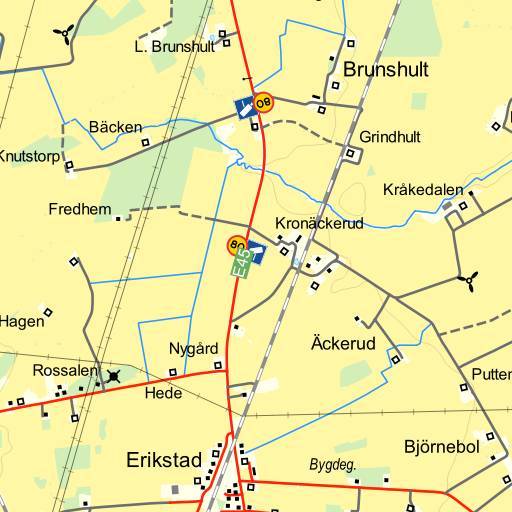 L. Brunshult
Brunshult
80
Bäcken
Grindhult
Knutstorp
Kråkedalen
Fredhem
Kronäckerud
80
E45
Hagen
Äckerud
Nygård
Rossalen
Putter
Hede
Björnebol
Erikstad
Bygdeg.